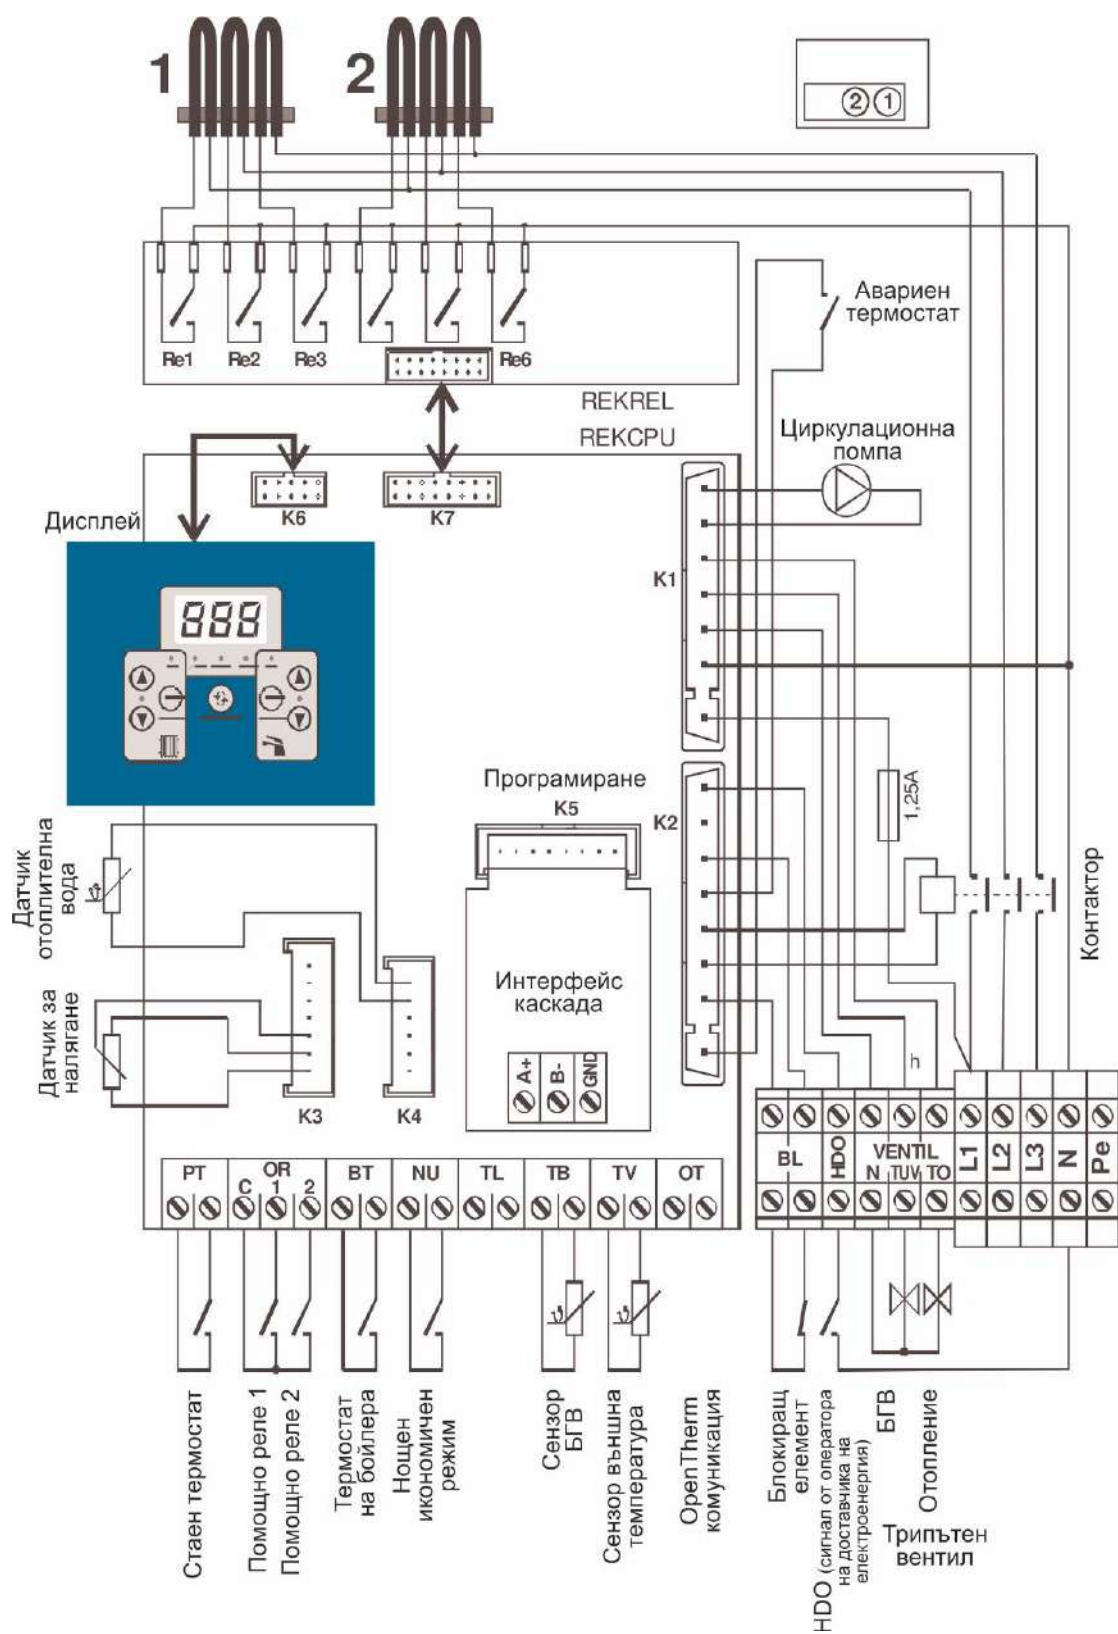 1
2
2 1
Re1
Re2
Re3
Re6
Авариен
термостат
REKREL
REKCPU
Циркулационна
помпа
K6
K7
Дисплей
888
K1
Програмиране
K5
K2
1,25A
Датчик
отоплителна
вода
Контактор
Интерфейс
каскада
Датчик за
налягане
A+
B-
GND
K3
K4
h
PT
OR
C
1
2
BT
NU
TL
TB
TV
OT
BL
HDO
VENTIL
N
TUV
TO
L1
L2
L3
N
Pe
Стаен термостат
Помощно реле 1
Помощно реле 2
Термостат
на бойлера
Нощен
икономичен
режим
Сензор
БГВ
Сензор външна
температура
OpenTherm
комуникация
Блокиращ
елемент
HDO (сигнал от оператора
на доставчика на
електроенергия)
БГВ
Отопление
Трипътен
вентил